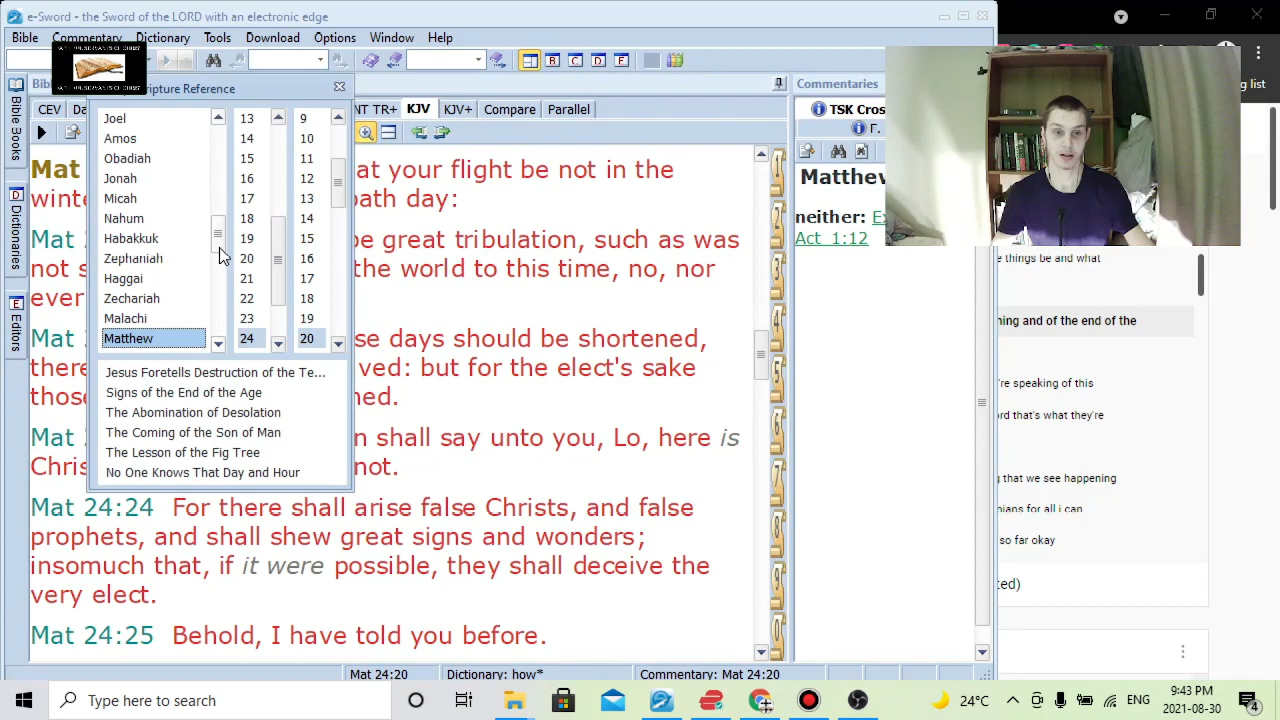 e-Sword - the Sword of the LORD with an electronic edge
Bible Commentary Dictionary Tools Download Options Window Help
B C D F
Scripture Reference
Commentaries
NT TR+ KJV KJV+ Compare Parallel
CEV
TSK Cros
Bible Books
Dictionaries
Editors
Joel 13 9
Amos 14 10
Obadiah 15 11
Jonah 16 12
Micah 17 13
Nahum 18 14
Habakkuk 19 15
Zephaniah 20 16
Haggai 21 17
Zechariah 22 18
Malachi 23 19
Matthew 24 20
Jesus Foretells Destruction of the Te...
Signs of the End of the Age
The Abomination of Desolation
The Coming of the Son of Man
The Lesson of the Fig Tree
No One Knows That Day and Hour
Mat at your flight be not in the
winte bath day:
Mat 2 be great tribulation, such as was
not s the world to this time, no, nor
ever
Mat se days should be shortened,
there ved: but for the elect's sake
those ned.
Mat n shall say unto you, Lo, here is
Chris not.
Mat 24:24 For there shall arise false Christs, and false
prophets, and shall shew great signs and wonders;
insomuch that, if it were possible, they shall deceive the
very elect.
Mat 24:25 Behold, I have told you before.
Matthew
neither: Ex
Act_1:12
ng list
e things be and what
ning and of the end of the
're speaking of this
ord that's what they're
g that we see happening
nians for all i can
so far okay
ted)
Mat 24:20 Dictionary: how* Commentary: Mat 24:20
Type here to search
24°C ENG 9:43 PM
2021-08-30
4